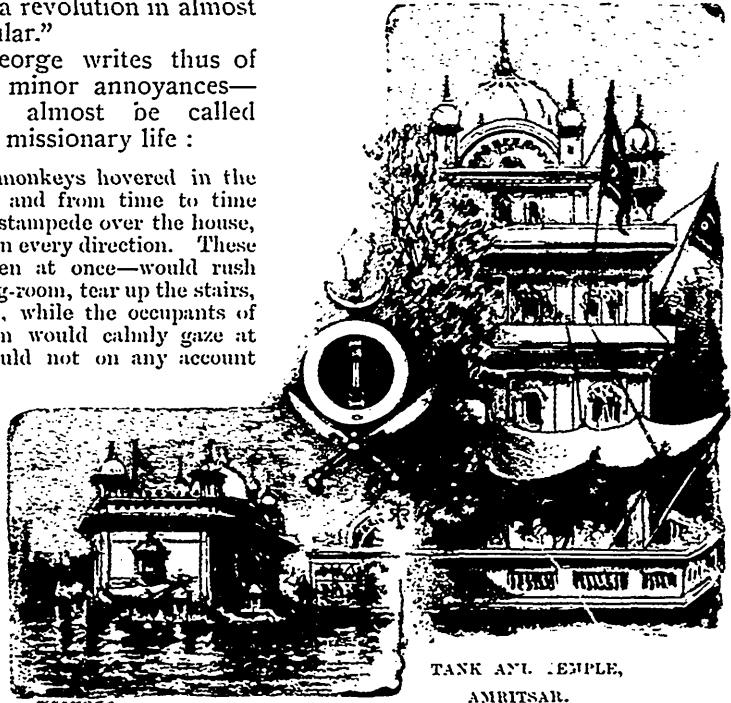 a revolution in almost
lar.”
eorge writes thus of
minor annoyances—
almost be called
missionary life :
monkeys hovered in the
and from time to time
stampede over the house,
n every direction. These
en at once—would rush
g-room, tear up the stairs,
, while the occupants of
n would calmly gaze at
uld not on any account
TANK TEMPLE,
AMRITSAR.